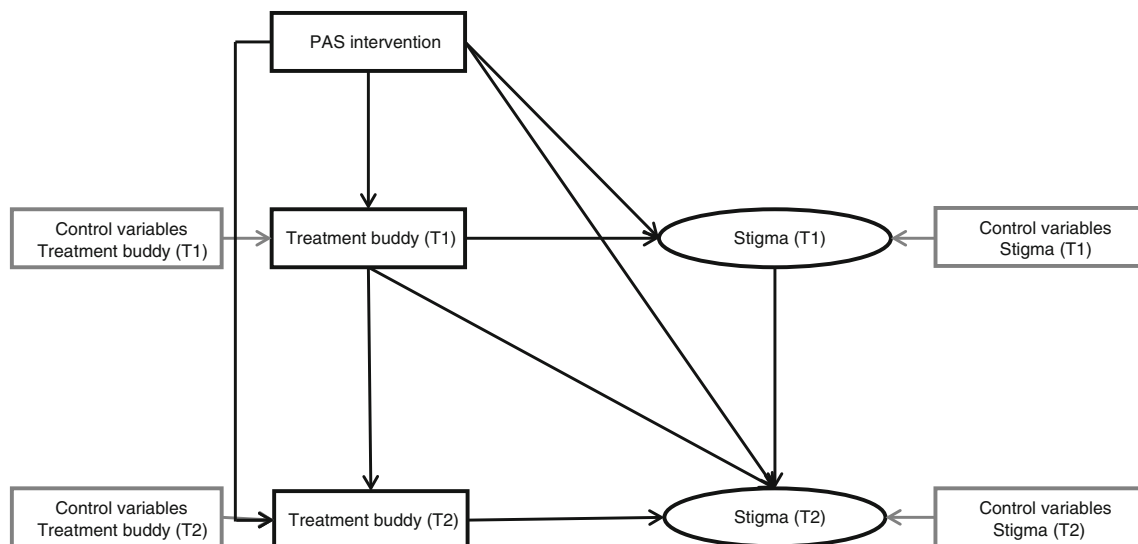 PAS intervention
Control variables
Treatment buddy (T1)
Treatment buddy (T1)
Stigma (T1)
Control variables
Stigma (T1)
Control variables
Treatment buddy (T2)
Treatment buddy (T2)
Stigma (T2)
Control variables
Stigma (T2)